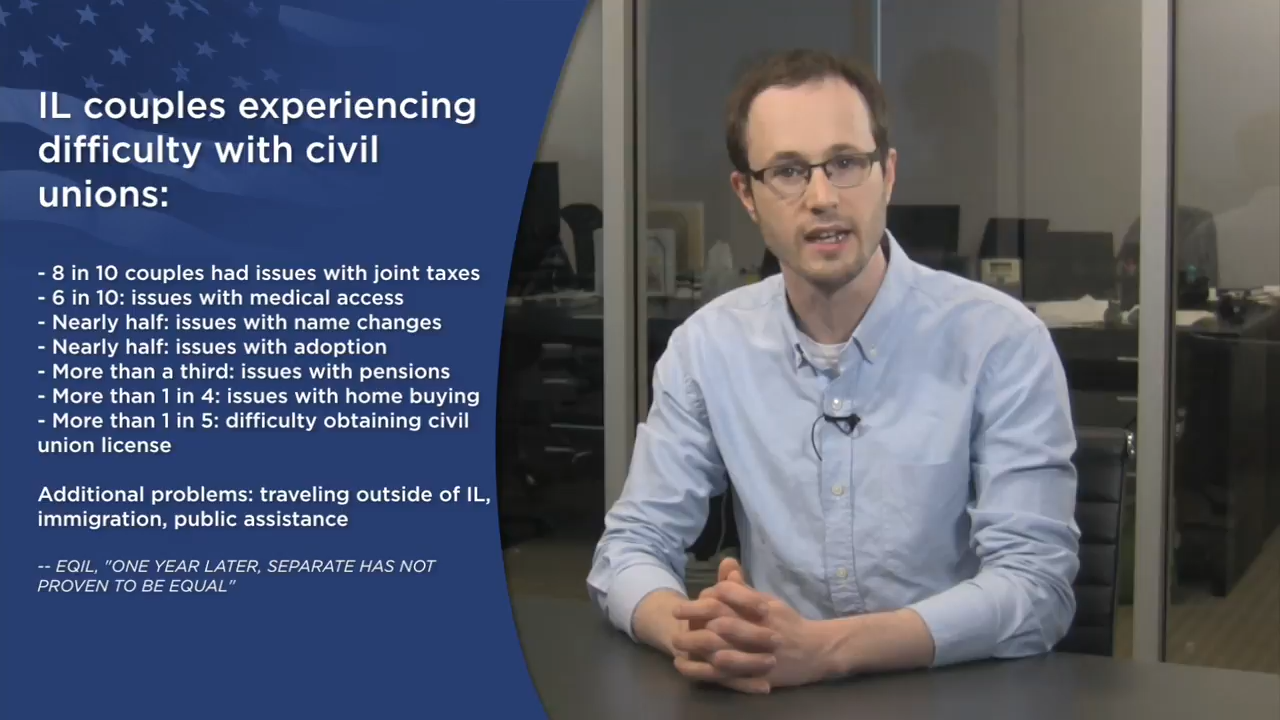 IL couples experiencing
difficulty with civil
unions:
- 8 in 10 couples had issues with joint taxes
- 6 in 10: issues with medical access
- Nearly half: issues with name changes
- Nearly half: issues with adoption
- More than a third: issues with pensions
- More than 1 in 4: issues with home buying
- More than 1 in 5: difficulty obtaining civil
union license
Additional problems: traveling outside of IL,
immigration, public assistance
-- EQIL, "ONE YEAR LATER, SEPARATE HAS NOT
PROVEN TO BE EQUAL"